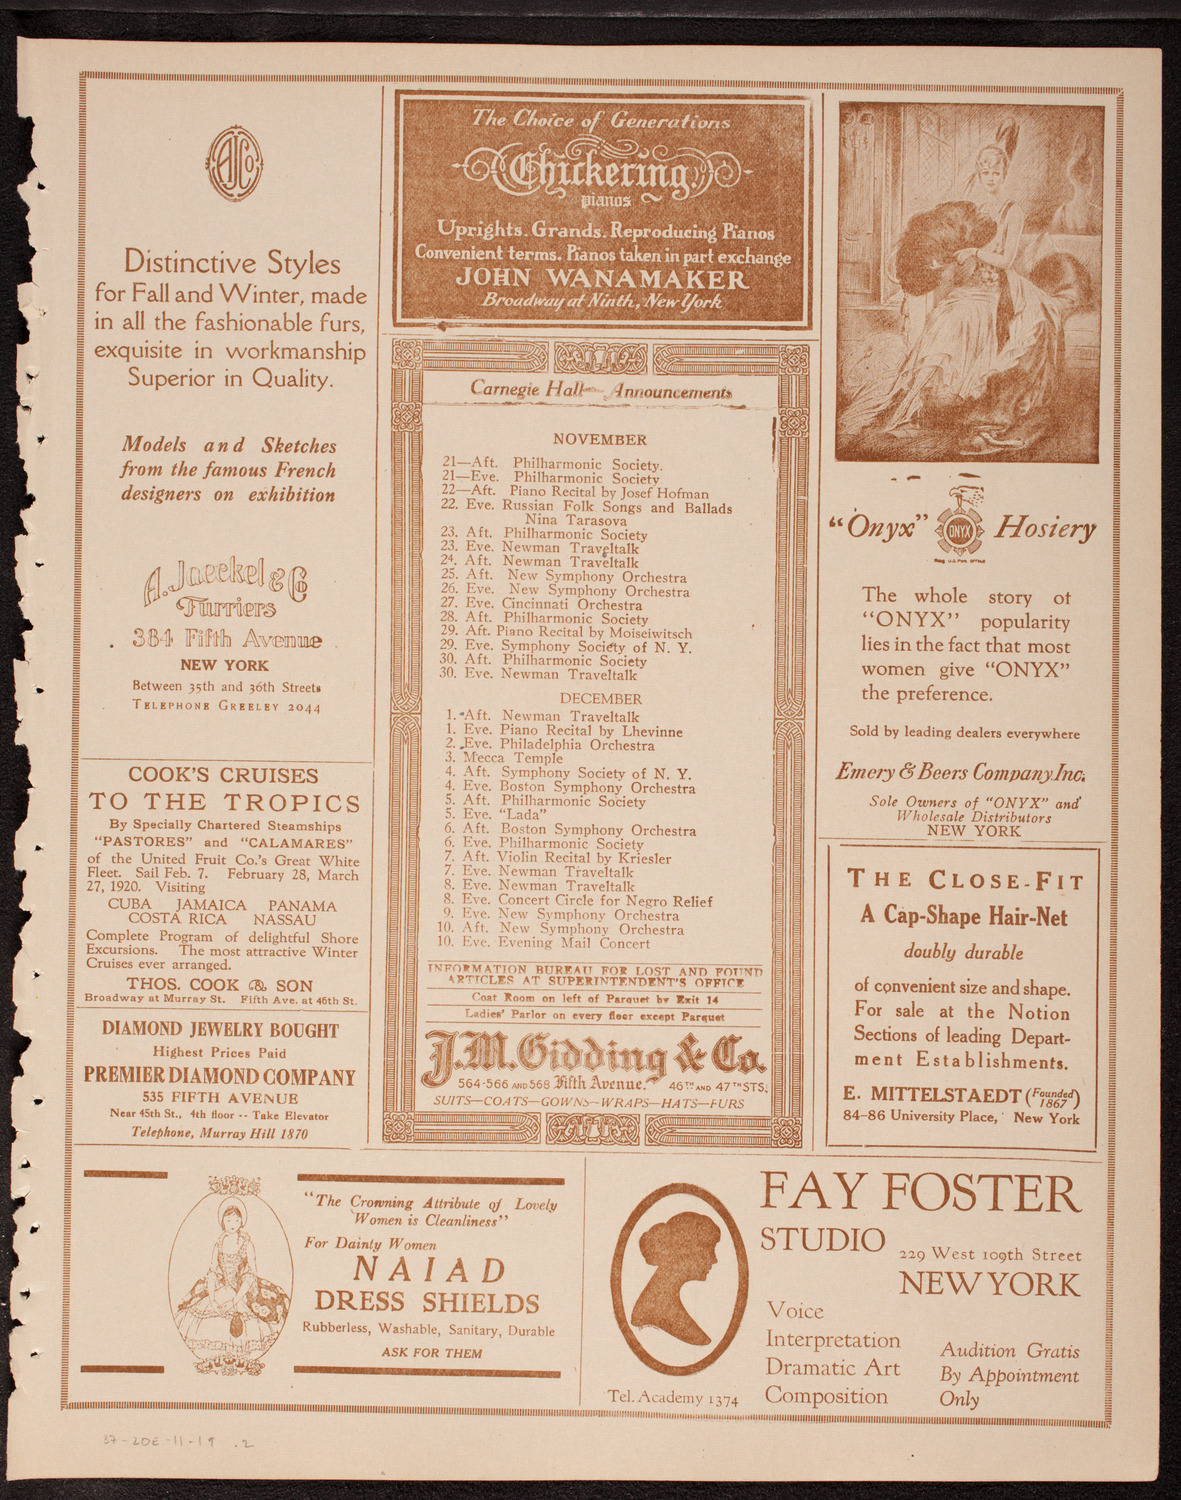 AJCo
Distinctive Styles
for Fall and Winter, made
in all the fashionable furs,
exquisite in workmanship
Superior in Quality.
Models and Sketches
from the famous French
designers on exhibition
A. Jaeckel & Co
Furriers
384 Fifth Avenue
NEW YORK
Between 35th and 36th Streets
TELEPHONE GREELEY 2044
COOK'S CRUISES
TO THE TROPICS
By Specially Chartered Steamships
"PASTORES" and "CALAMARES"
of the United Fruit Co.'s Great White
Fleet. Sail Feb. 7. February 28, March
27, 1920. Visiting
CUBA JAMAICA PANAMA
COSTA RICA NASSAU
Complete Program of delightful Shore
Excursions. The most attractive Winter
Cruises ever arranged.
THOS. COOK & SON
Broadway at Murray St. Fifth Ave. at 46th St.
DIAMOND JEWELRY BOUGHT
Highest Prices Paid
PREMIER DIAMOND COMPANY
535 FIFTH AVENUE
Near 45th St., 4th floor -- Take Elevator
Telephone, Murray Hill 1870
The Choice of Generations
Chickering
pianos
Uprights. Grands. Reproducing Pianos
Convenient terms. Pianos taken in part exchange
JOHN WANAMAKER
Broadway at Ninth, New York
Carnegie Hall Announcements
NOVEMBER
21—Aft. Philharmonic Society.
21—Eve. Philharmonic Society
22—Aft. Piano Recital by Josef Hofman
22. Eve. Russian Folk Songs and Ballads
Nina Tarasova
23. Aft. Philharmonic Society
23. Eve. Newman Traveltalk
24. Aft. Newman Traveltalk
25. Aft. New Symphony Orchestra
26. Eve. New Symphony Orchestra
27. Eve. Cincinnati Orchestra
28. Aft. Philharmonic Society
29. Aft. Piano Recital by Moiseiwitsch
29. Eve. Symphony Society of N. Y.
30. Aft. Philharmonic Society
30. Eve. Newman Traveltalk
DECEMBER
1. Aft. Newman Traveltalk
1. Eve. Piano Recital by Lhevinne
2. Eve. Philadelphia Orchestra
3. Mecca Temple
4. Aft. Symphony Society of N. Y.
4. Eve. Boston Symphony Orchestra
5. Aft. Philharmonic Society
5. Eve. "Lada"
6. Aft. Boston Symphony Orchestra
6. Eve. Philharmonic Society
7. Aft. Violin Recital by Kriesler
7. Eve. Newman Traveltalk
8. Eve. Newman Traveltalk
8. Eve. Concert Circle for Negro Relief
9. Eve. New Symphony Orchestra
10. Aft. New Symphony Orchestra
10. Eve. Evening Mail Concert
INFORMATION BUREAU FOR LOST AND FOUND
ARTICLES AT SUPERINTENDENT'S OFFICE
Coat Room on left of Parquet by Exit 14
Ladies' Parlor on every floor except Parquet
J.M. Gidding & Co.
564-566 AND 568 Fifth Avenue. 46TH AND 47TH STS.
SUITS—COATS—GOWNS—WRAPS—HATS—FURS
"Onyx" ONYX Hosiery
Reg. U.S. Pat. Office
The whole story of
"ONYX" popularity
lies in the fact that most
women give "ONYX"
the preference.
Sold by leading dealers everywhere
Emery & Beers Company, Inc.
Sole Owners of "ONYX" and
Wholesale Distributors
NEW YORK
THE CLOSE-FIT
A Cap-Shape Hair-Net
doubly durable
of convenient size and shape.
For sale at the Notion
Sections of leading Depart-
ment Establishments.
E. MITTELSTAEDT (Founded 1867)
84-86 University Place, New York
"The Crowning Attribute of Lovely
Women is Cleanliness"
For Dainty Women
NAIAD
DRESS SHIELDS
Rubberless, Washable, Sanitary, Durable
ASK FOR THEM
FAY FOSTER
STUDIO
229 West 109th Street
NEW YORK
Voice
Interpretation
Dramatic Art
Composition
Audition Gratis
By Appointment
Only
Tel. Academy 1374
37-20E-11-19 .2